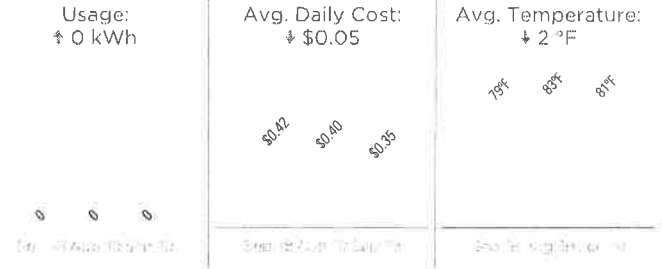 Usage:
↑ 0 kWh
0 0 0
Avg. Daily Cost:
↓ $0.05
$0.42 $0.40 $0.35
Avg. Temperature:
↓ 2 °F
79°F 83°F 81°F